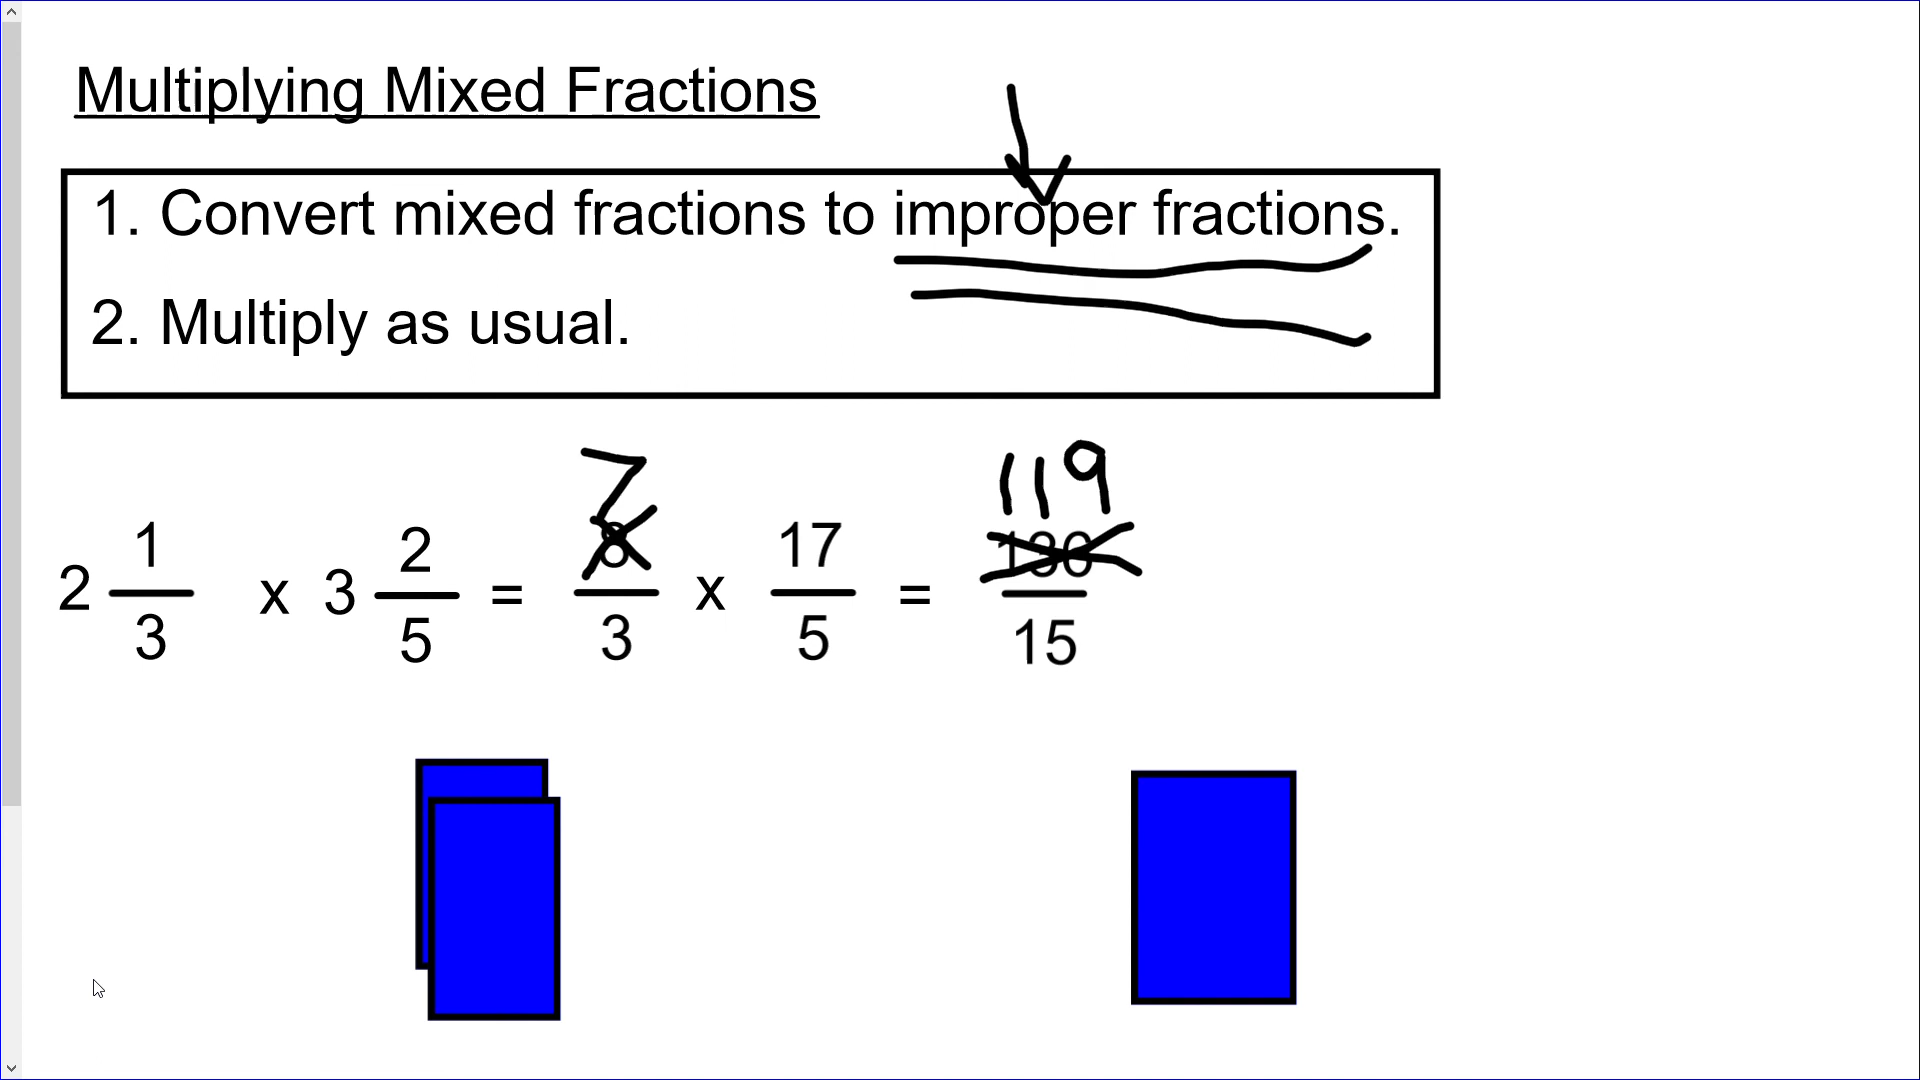 Multiplying Mixed Fractions
1. Convert mixed fractions to improper fractions.
2. Multiply as usual.
7 119
2 1/3 x 3 2/5 = 8/3 x 17/5 = 136/15